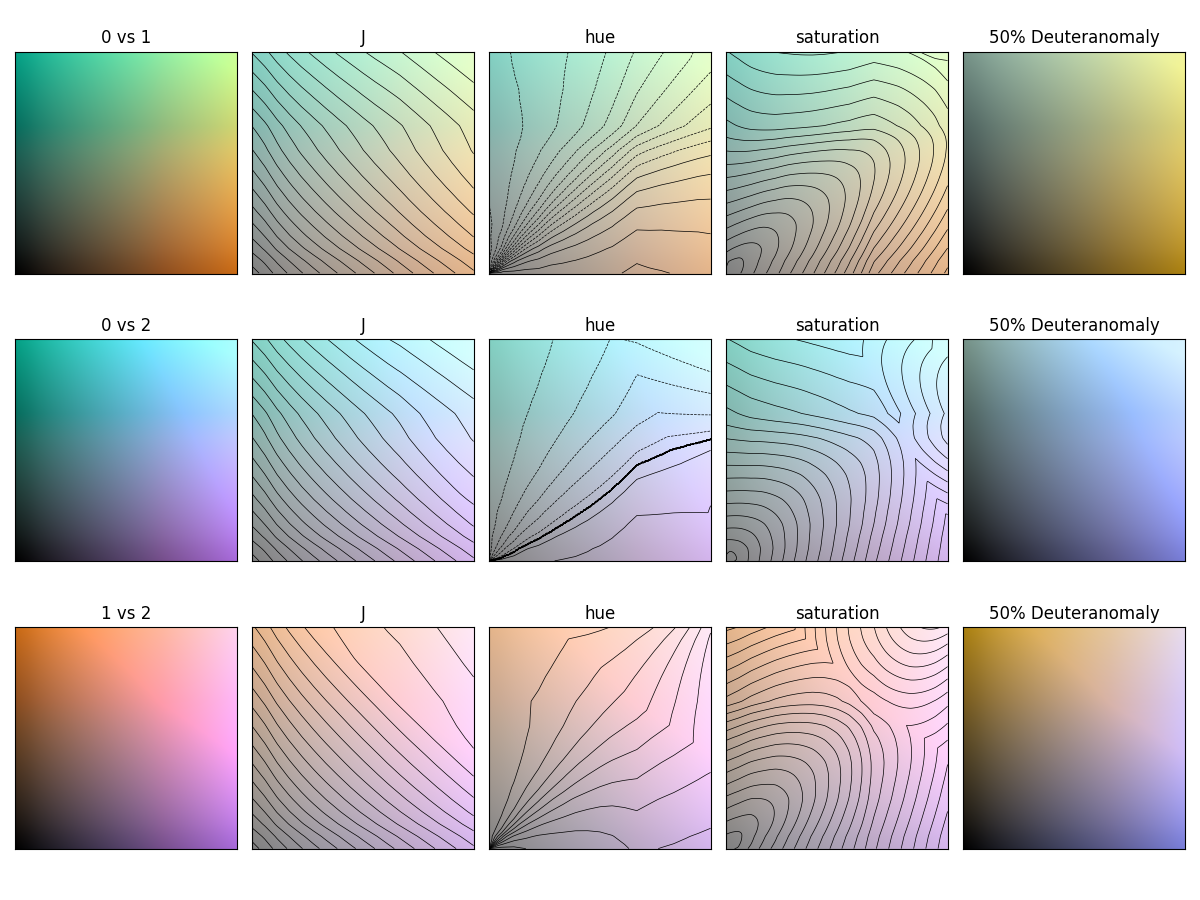 0 vs 1 J hue saturation 50% Deuteranomaly
0 vs 2 J hue saturation 50% Deuteranomaly
1 vs 2 J hue saturation 50% Deuteranomaly